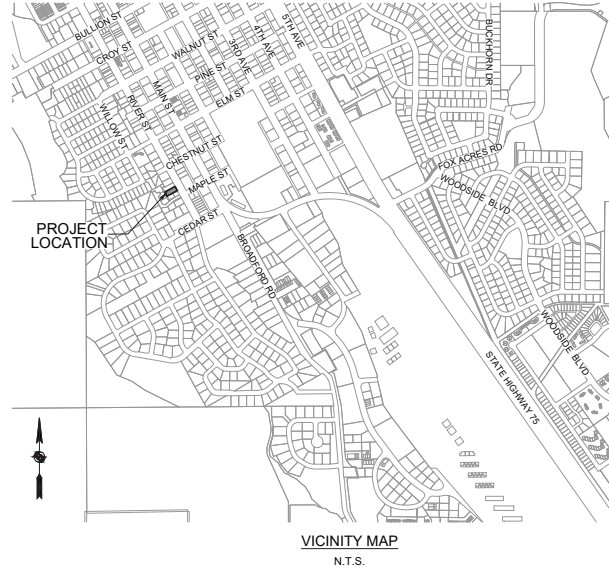 BULLION ST
CROY ST
WALNUT ST
3RD AVE
4TH AVE
5TH AVE
BUCKHORN DR
PINE ST
ELM ST
MAIN ST
RIVER ST
WILLOW ST
CHESTNUT ST
MAPLE ST
FOX ACRES RD
WOODSIDE BLVD
PROJECT
LOCATION
CEDAR ST
BROADFORD RD
WOODSIDE BLVD
STATE HIGHWAY 75
VICINITY MAP
N.T.S.